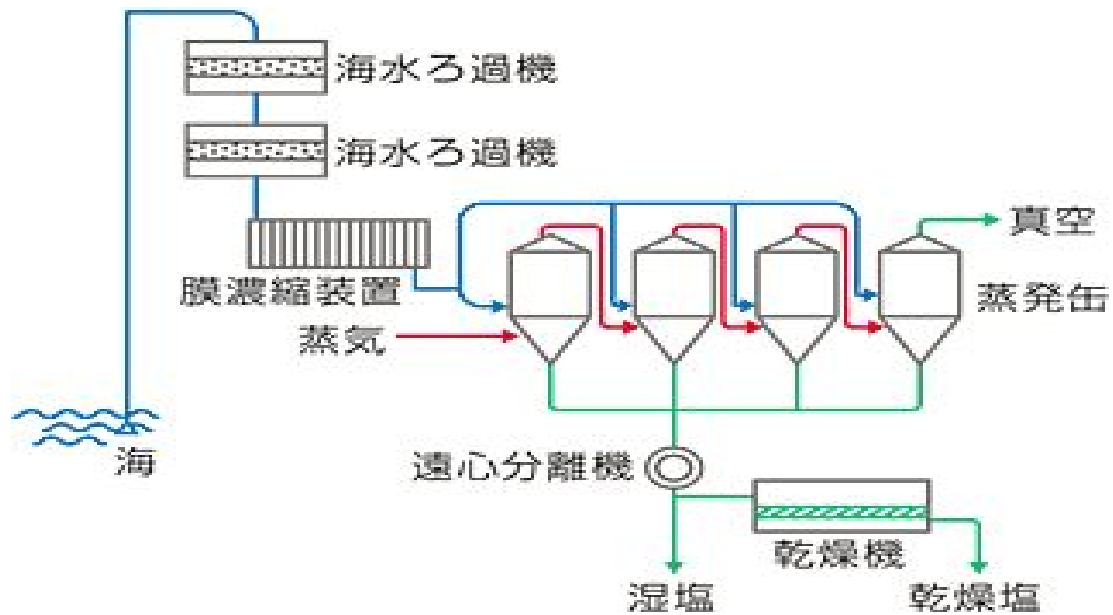 海水ろ過機
海水ろ過機
真空
膜濃縮装置
蒸発缶
蒸気
海
遠心分離機
乾燥機
湿塩
乾燥塩